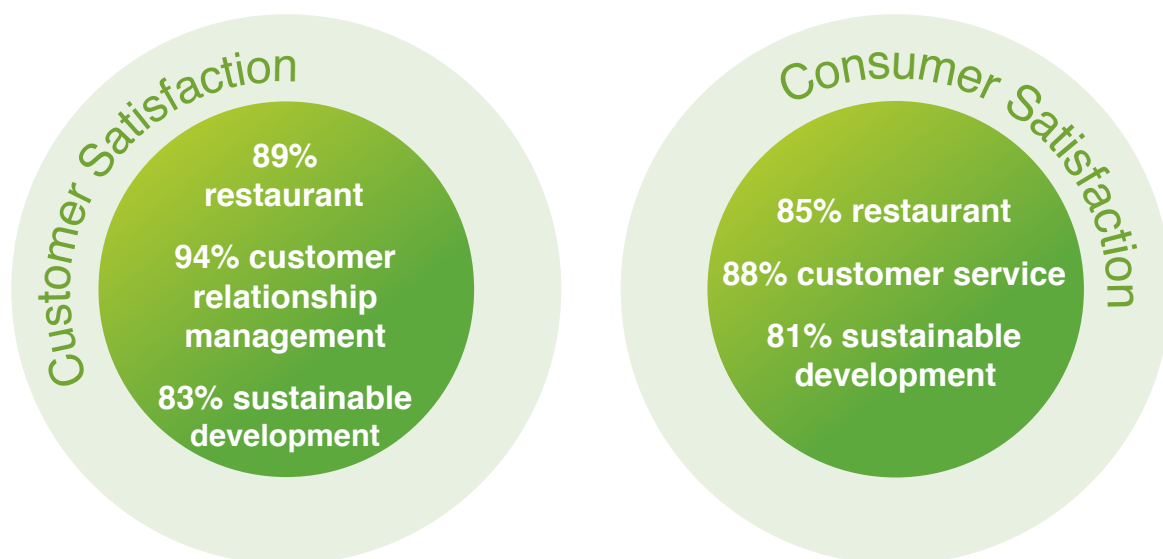 Customer Satisfaction
89%
restaurant
94% customer
relationship
management
83% sustainable
development
Consumer Satisfaction
85% restaurant
88% customer service
81% sustainable
development